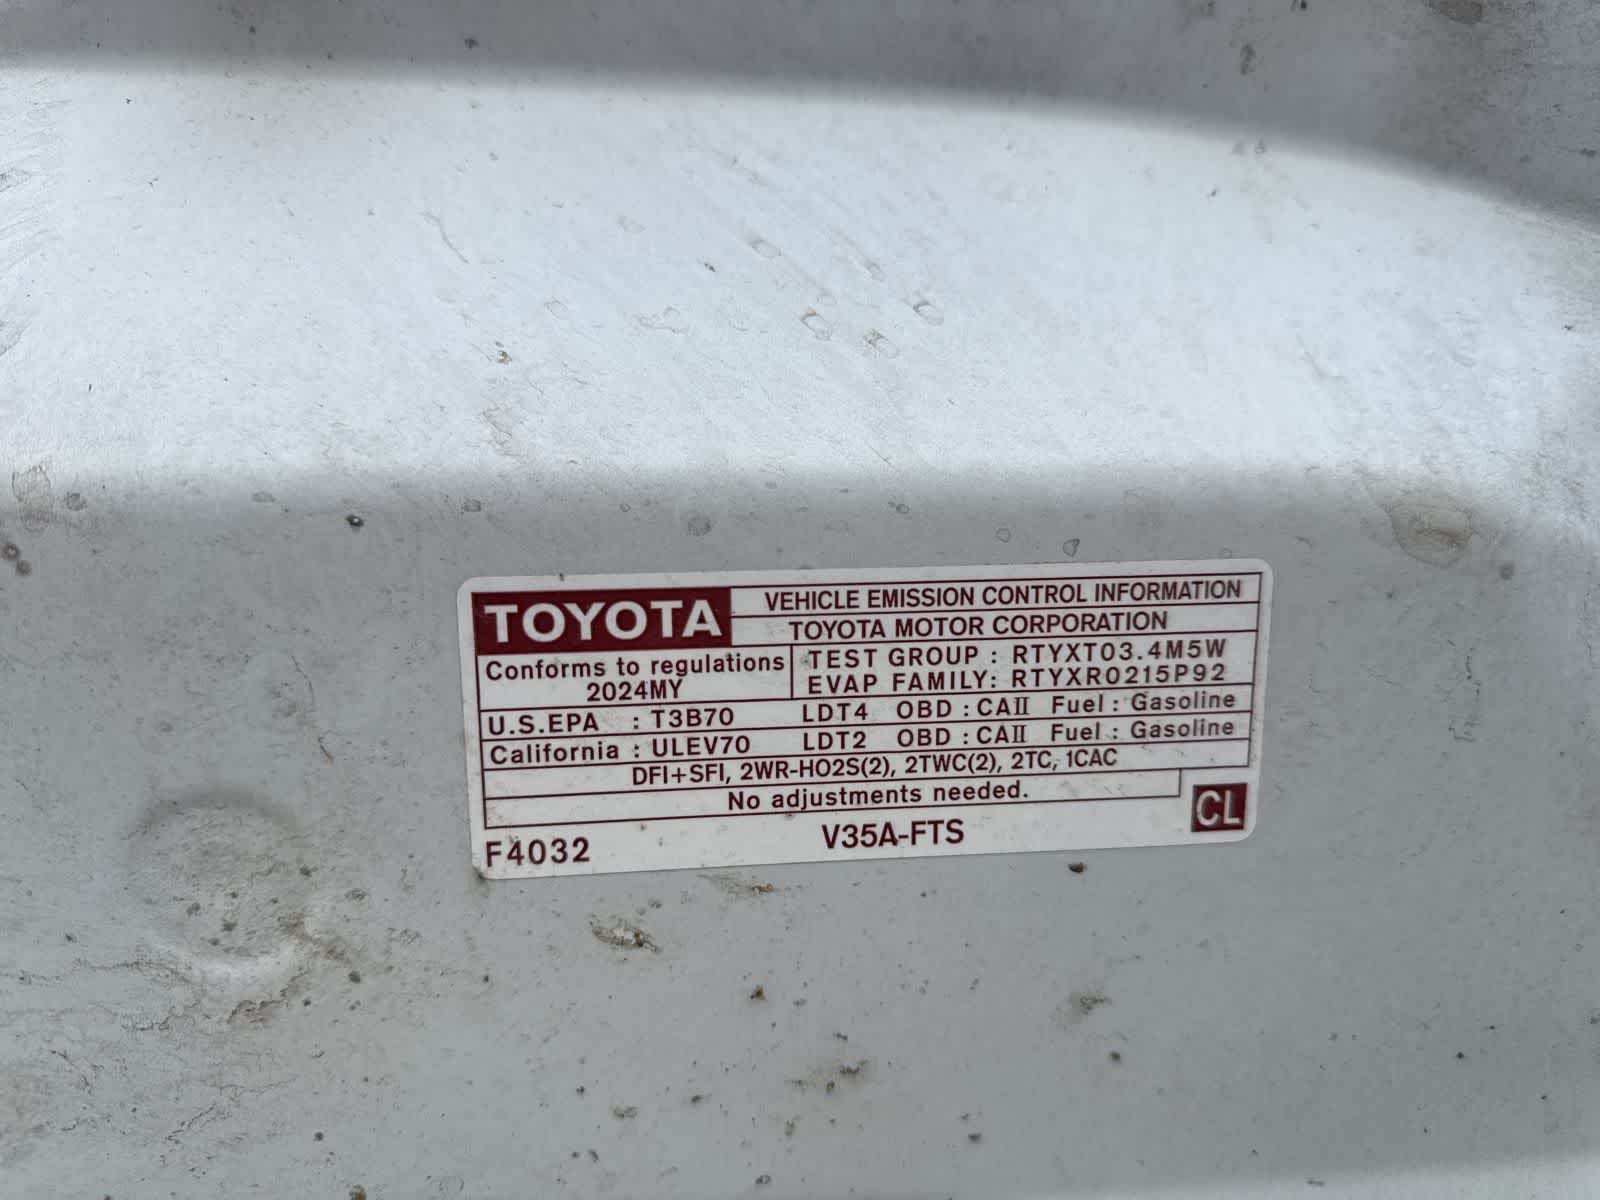 TOYOTA VEHICLE EMISSION CONTROL INFORMATION
TOYOTA MOTOR CORPORATION
Conforms to regulations
2024MY
TEST GROUP : RTYXT03.4M5W
EVAP FAMILY: RTYXR0215P92
U.S.EPA : T3B70 LDT4 OBD : CAⅡ Fuel : Gasoline
California : ULEV70 LDT2 OBD : CAⅡ Fuel : Gasoline
DFI+SFI, 2WR-HO2S(2), 2TWC(2), 2TC, 1CAC
No adjustments needed.
F4032 V35A-FTS CL